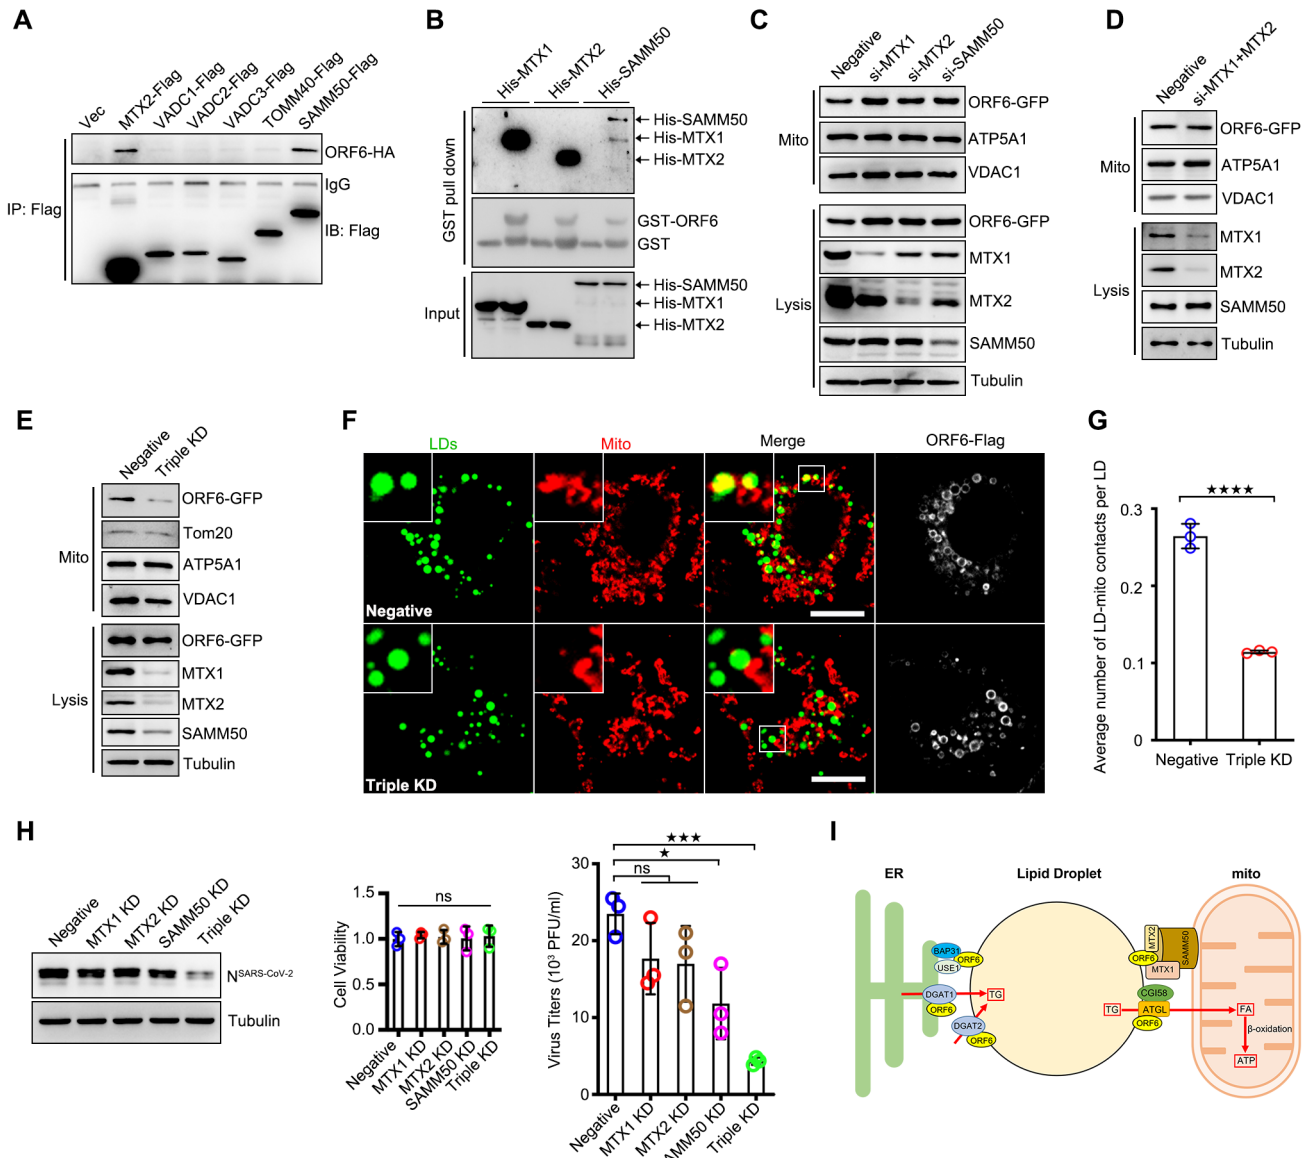 A
Vec
MTX2-Flag
VADC1-Flag
VADC2-Flag
VADC3-Flag
TOMM40-Flag
SAMM50-Flag
ORF6-HA
IgG
IP: Flag
IB: Flag
B
His-MTX1
His-MTX2
His-SAMM50
GST pull down
His-SAMM50
His-MTX1
His-MTX2
GST-ORF6
GST
Input
His-SAMM50
His-MTX1
His-MTX2
C
Negative
si-MTX1
si-MTX2
si-SAMM50
Mito
ORF6-GFP
ATP5A1
VDAC1
Lysis
ORF6-GFP
MTX1
MTX2
SAMM50
Tubulin
D
Negative
si-MTX1+MTX2
Mito
ORF6-GFP
ATP5A1
VDAC1
Lysis
MTX1
MTX2
SAMM50
Tubulin
E
Negative
Triple KD
Mito
ORF6-GFP
Tom20
ATP5A1
VDAC1
Lysis
ORF6-GFP
MTX1
MTX2
SAMM50
Tubulin
F
LDs
Mito
Merge
ORF6-Flag
Negative
Triple KD
G
Average number of LD-mito contacts per LD
★★★★
0.3
0.2
0.1
0
Negative
Triple KD
H
Negative
MTX1 KD
MTX2 KD
SAMM50 KD
Triple KD
N^SARS-CoV-2
Tubulin
Cell Viability
1.5
1.0
0.5
0.0
ns
Negative
MTX1 KD
MTX2 KD
SAMM50 KD
Triple KD
Virus Titers (10³ PFU/ml)
30
20
10
0
★★★
★
ns
Negative
MTX1 KD
MTX2 KD
AMM50 KD
Triple KD
I
ER
Lipid Droplet
mito
BAP31
ORF6
USE1
DGAT1
ORF6
TG
DGAT2
ORF6
MTX2
SAMM50
ORF6
MTX1
CGI58
TG
ATGL
FA
ORF6
β-oxidation
ATP